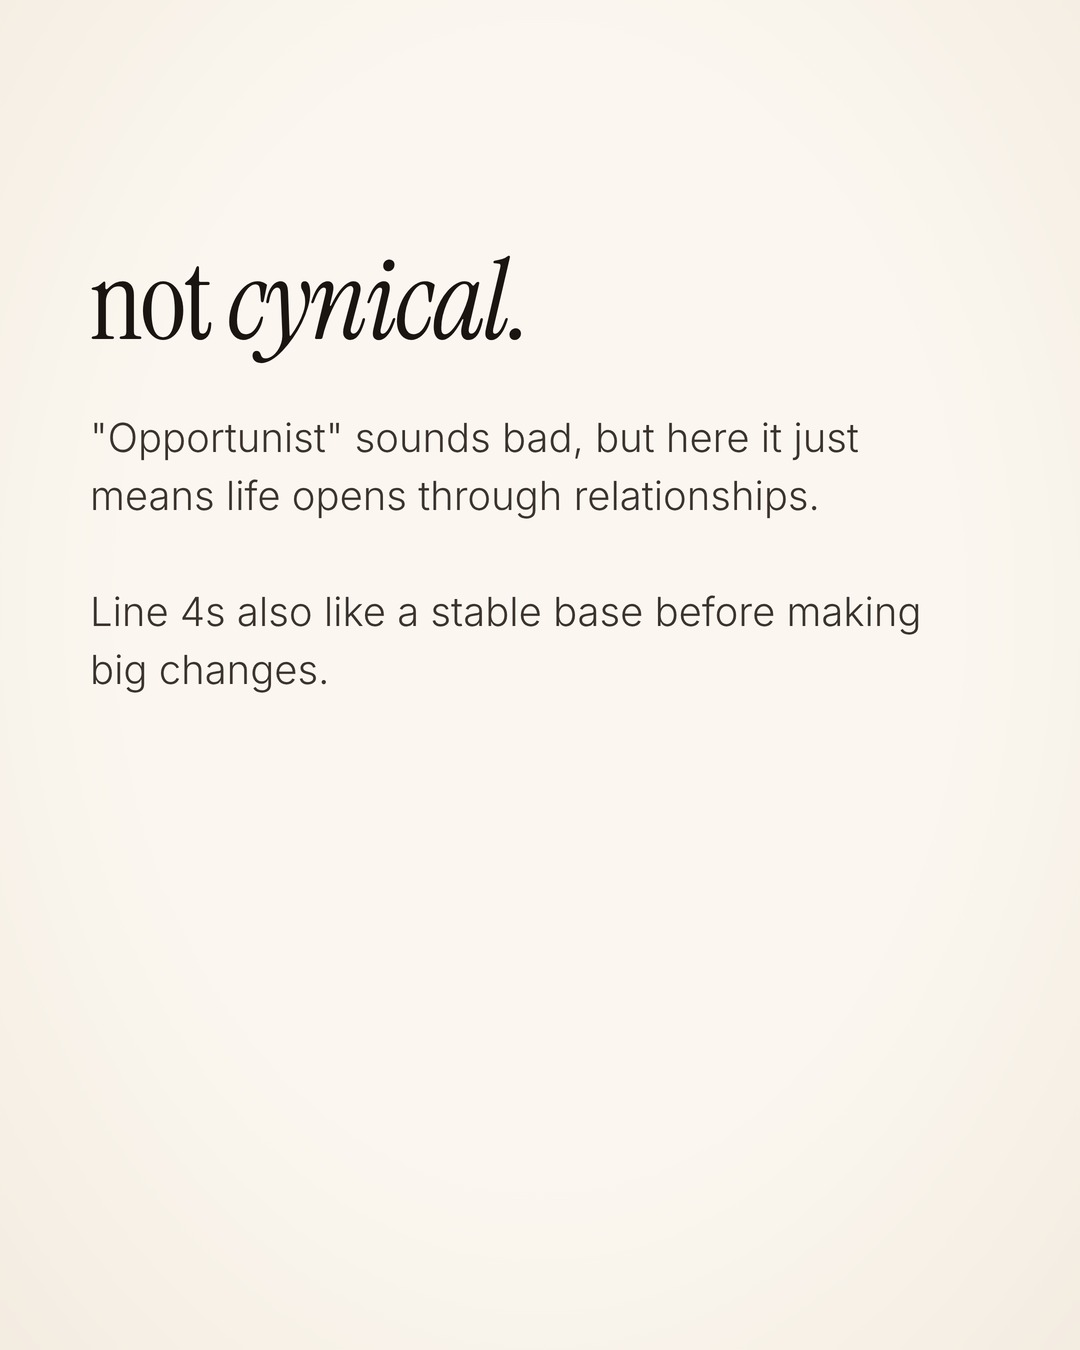 not cynical.
"Opportunist" sounds bad, but here it just
means life opens through relationships.
Line 4s also like a stable base before making
big changes.